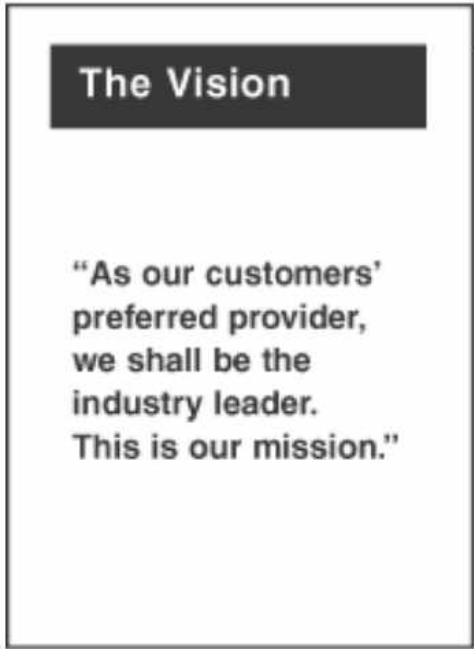 The Vision
“As our customers’
preferred provider,
we shall be the
industry leader.
This is our mission.”